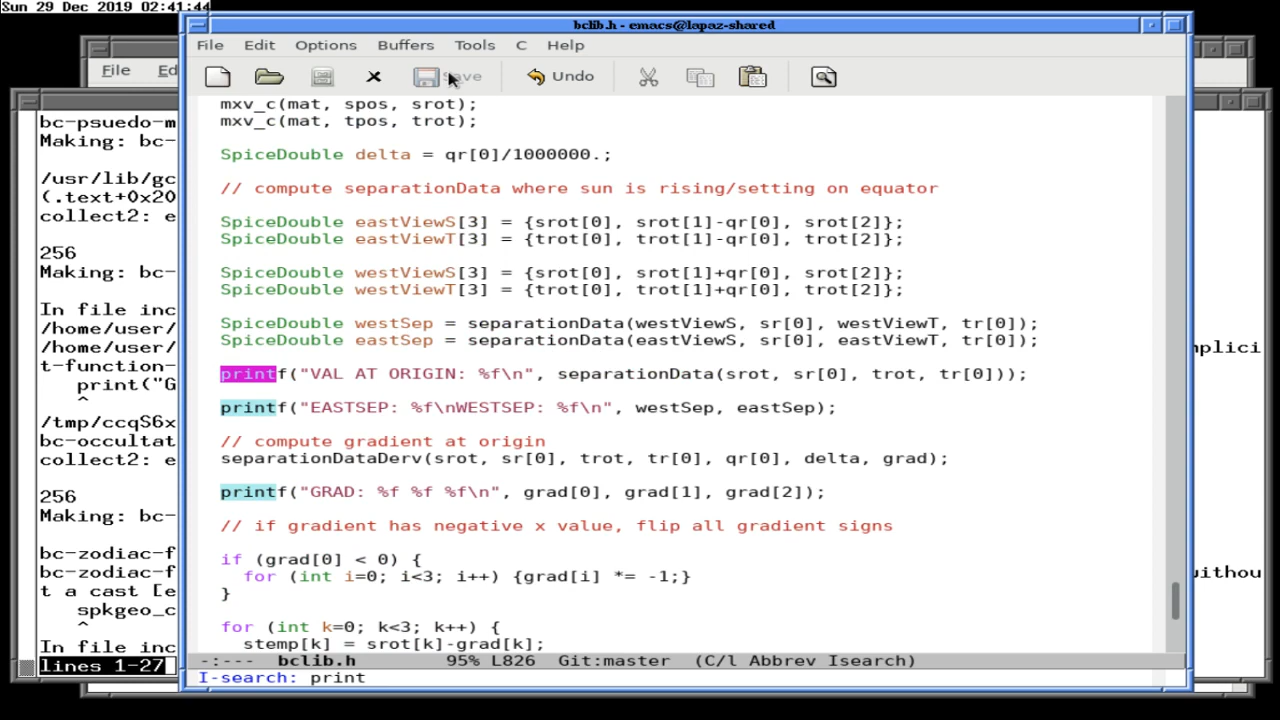 Sun 29 Dec 2019 02:41:44
bclib.h - emacs@lapaz-shared
File Edit Options Buffers Tools C Help
Save Undo
File Ed
mxv_c(mat, spos, srot);
mxv_c(mat, tpos, trot);
SpiceDouble delta = qr[0]/1000000.;
// compute separationData where sun is rising/setting on equator
SpiceDouble eastViewS[3] = {srot[0], srot[1]-qr[0], srot[2]};
SpiceDouble eastViewT[3] = {trot[0], trot[1]-qr[0], trot[2]};
SpiceDouble westViewS[3] = {srot[0], srot[1]+qr[0], srot[2]};
SpiceDouble westViewT[3] = {trot[0], trot[1]+qr[0], trot[2]};
SpiceDouble westSep = separationData(westViewS, sr[0], westViewT, tr[0]);
SpiceDouble eastSep = separationData(eastViewS, sr[0], eastViewT, tr[0]);
printf("VAL AT ORIGIN: %f\n", separationData(srot, sr[0], trot, tr[0]));
printf("EASTSEP: %f\nWESTSEP: %f\n", westSep, eastSep);
// compute gradient at origin
separationDataDerv(srot, sr[0], trot, tr[0], qr[0], delta, grad);
printf("GRAD: %f %f %f\n", grad[0], grad[1], grad[2]);
// if gradient has negative x value, flip all gradient signs
if (grad[0] < 0) {
for (int i=0; i<3; i++) {grad[i] *= -1;}
}
for (int k=0; k<3; k++) {
stemp[k] = srot[k]-grad[k];
-:--- bclib.h 95% L826 Git:master (C/l Abbrev Isearch)
I-search: print
bc-psuedo-m
Making: bc-
/usr/lib/gc
(.text+0x20
collect2: e
256
Making: bc-
In file inc
/home/user/
/home/user/
t-function-
print("G
^
/tmp/ccqS6x
bc-occultat
collect2: e
256
Making: bc-
bc-zodiac-f
bc-zodiac-f
t a cast [e
spkgeo_c
^
In file inc
lines 1-27
mplici
withou